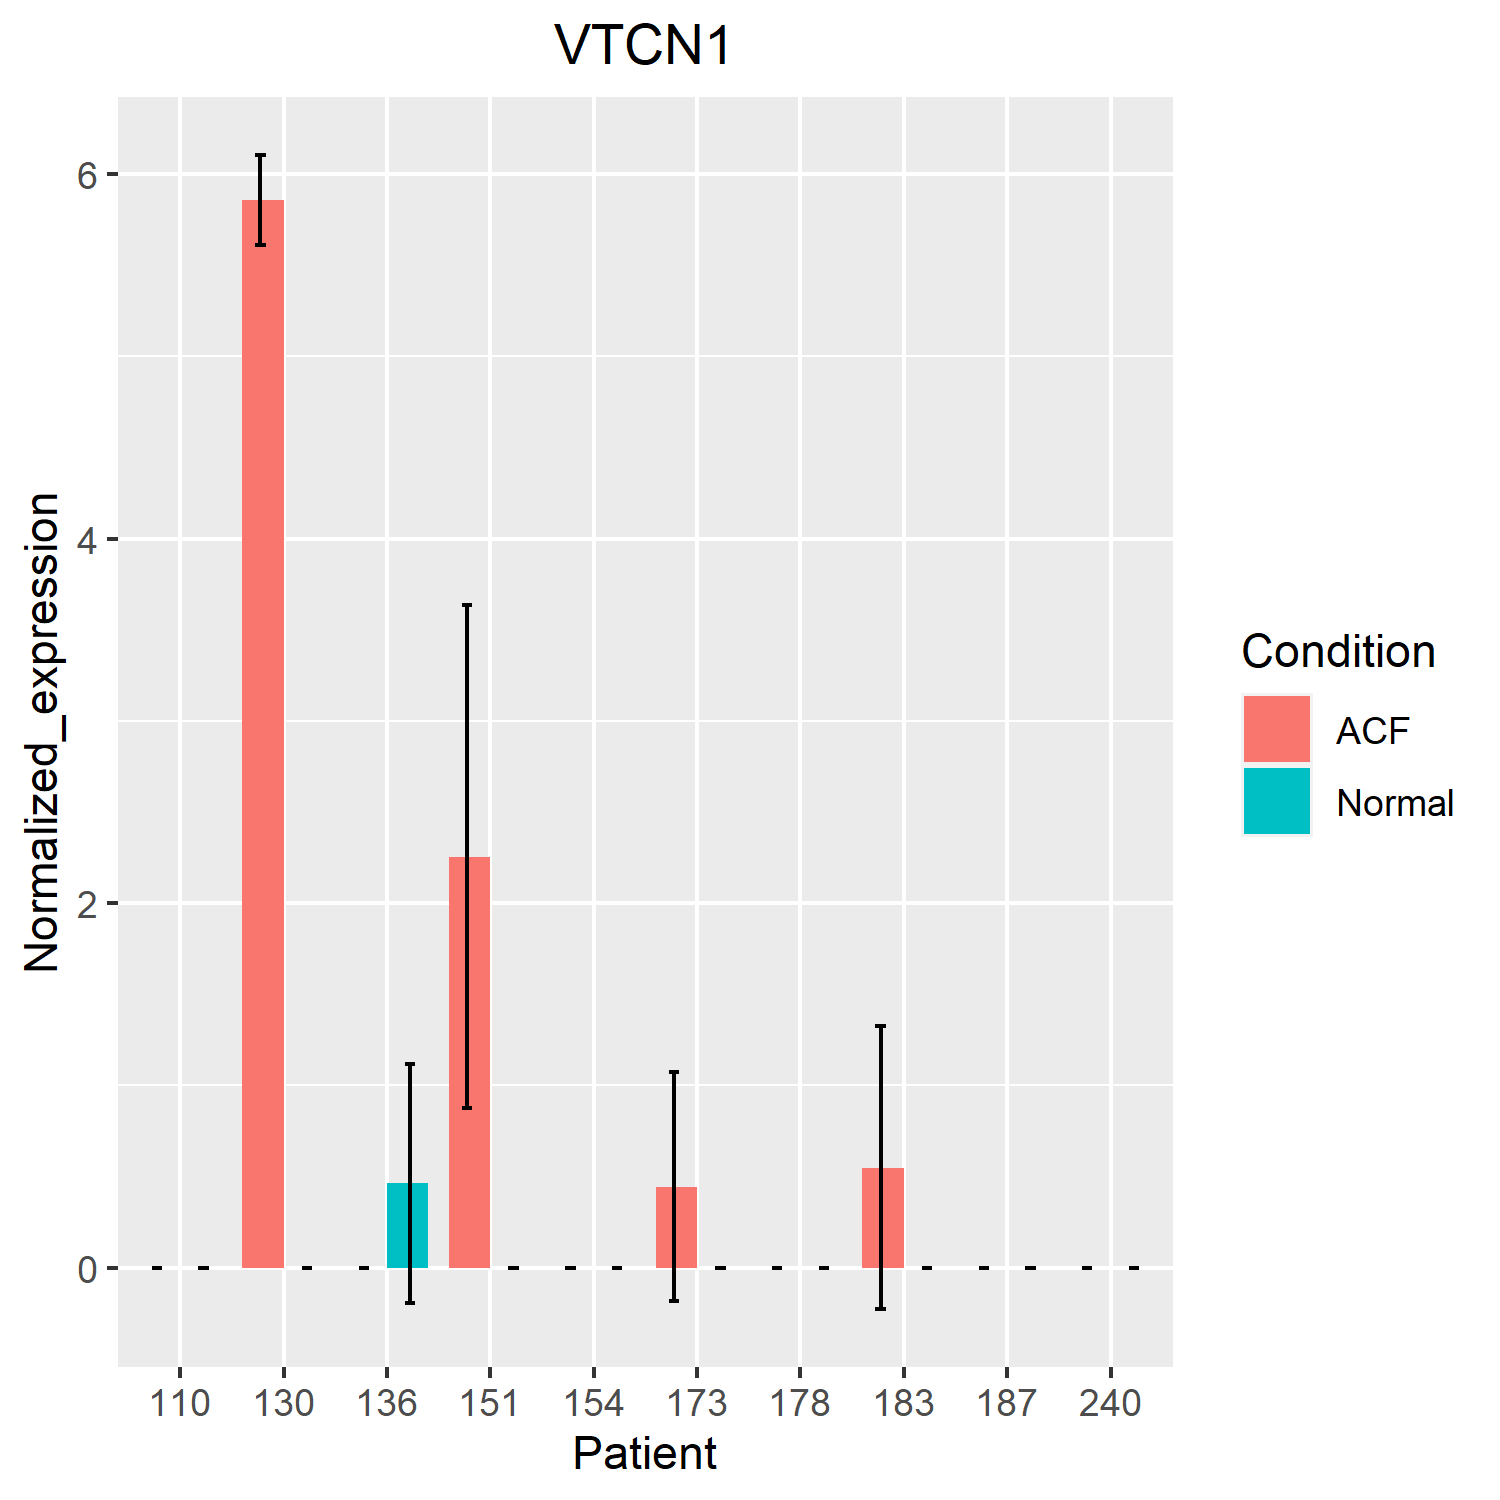 VTCN1
Normalized_expression
6
4
2
0
110 130 136 151 154 173 178 183 187 240
Patient
Condition
ACF
Normal